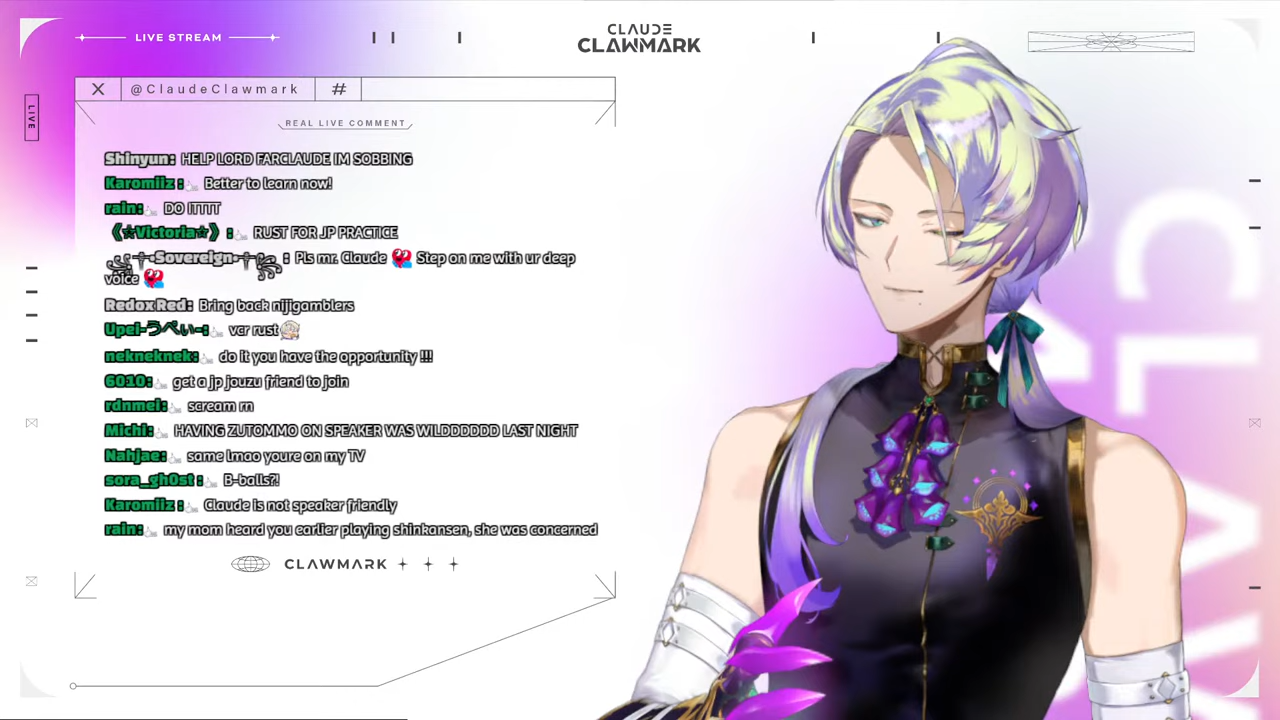 LIVE STREAM
CLAUDE
CLAWMARK
LIVE
@ClaudeClawmark
#
REAL LIVE COMMENT
Shinyun: HELP LORD FARCLAUDE IM SOBBING
Karomiiz: Better to learn now!
rain: DO ITTTT
《☆Victoria☆》: RUST FOR JP PRACTICE
Sovereign: Pls mr. Claude Step on me with ur deep
voice
RedoxRed: Bring back nijigamblers
Upei-うぺぃ-: vcr rust
nekneknek: do it you have the opportunity !!!
6010: get a jp jouzu friend to join
rdnmei: scream rn
Michi: HAVING ZUTOMMO ON SPEAKER WAS WILDDDDDD LAST NIGHT
Nahjae: same lmao youre on my TV
sora_gh0st: B-balls?!
Karomiiz: Claude is not speaker friendly
rain: my mom heard you earlier playing shinkansen, she was concerned
CLAWMARK
CLAW